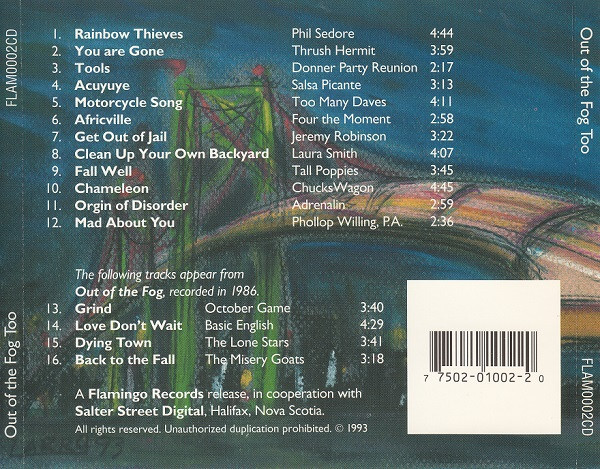 FLAM0002CD
Out of the Fog Too
1. Rainbow Thieves Phil Sedore 4:44
2. You are Gone Thrush Hermit 3:59
3. Tools Donner Party Reunion 2:17
4. Acuyuye Salsa Picante 3:13
5. Motorcycle Song Too Many Daves 4:11
6. Africville Four the Moment 2:58
7. Get Out of Jail Jeremy Robinson 3:22
8. Clean Up Your Own Backyard Laura Smith 4:07
9. Fall Well Tall Poppies 3:45
10. Chameleon ChucksWagon 4:45
11. Orgin of Disorder Adrenalin 2:59
12. Mad About You Phollop Willing, P.A. 2:36
The following tracks appear from
Out of the Fog, recorded in 1986.
13. Grind October Game 3:40
14. Love Don't Wait Basic English 4:29
15. Dying Town The Lone Stars 3:41
16. Back to the Fall The Misery Goats 3:18
A Flamingo Records release, in cooperation with
Salter Street Digital, Halifax, Nova Scotia.
All rights reserved. Unauthorized duplication prohibited. © 1993
7 77502-01002-2 0
Out of the Fog Too
FLAM0002CD